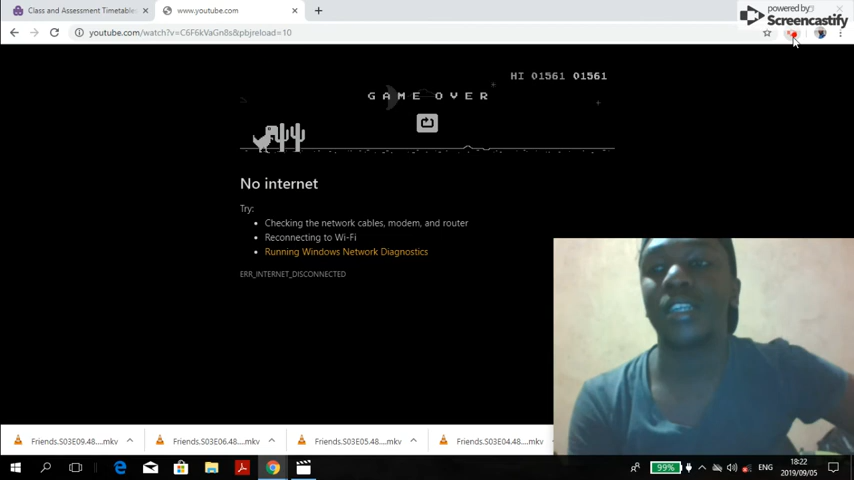 Class and Assessment Timetable
www.youtube.com
powered by
Screencastify
youtube.com/watch?v=C6F6kVaGn8s&pbjreload=10
HI 01561 01561
GAME OVER
No internet
Try:
Checking the network cables, modem, and router
Reconnecting to Wi-Fi
Running Windows Network Diagnostics
ERR_INTERNET_DISCONNECTED
Friends.S03E09.48....mkv
Friends.S03E06.48....mkv
Friends.S03E05.48....mkv
Friends.S03E04.48....mkv
99%
ENG
18:22
2019/09/05